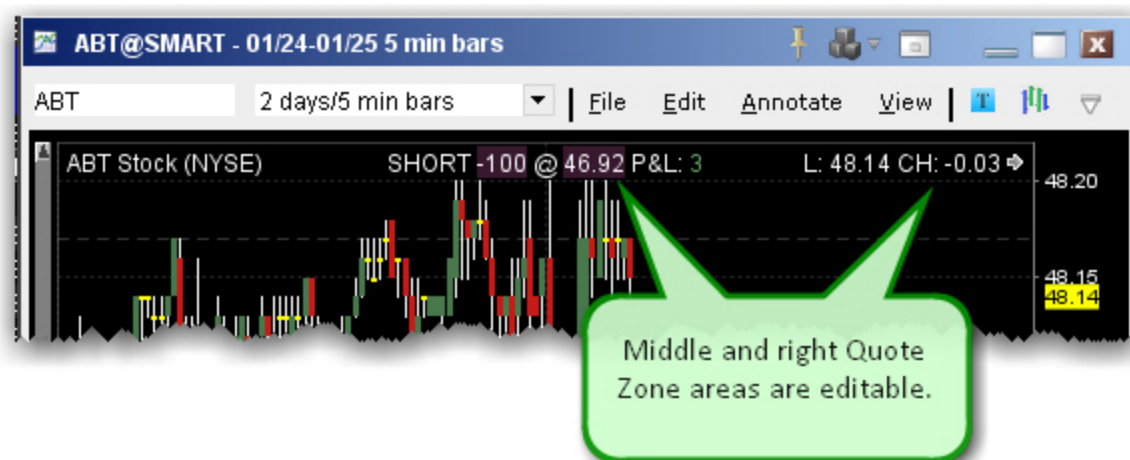 ABT@SMART - 01/24-01/25 5 min bars
ABT 2 days/5 min bars File Edit Annotate View T
ABT Stock (NYSE) SHORT -100 @ 46.92 P&L: 3 L: 48.14 CH: -0.03
48.20
48.15
48.14
Middle and right Quote
Zone areas are editable.